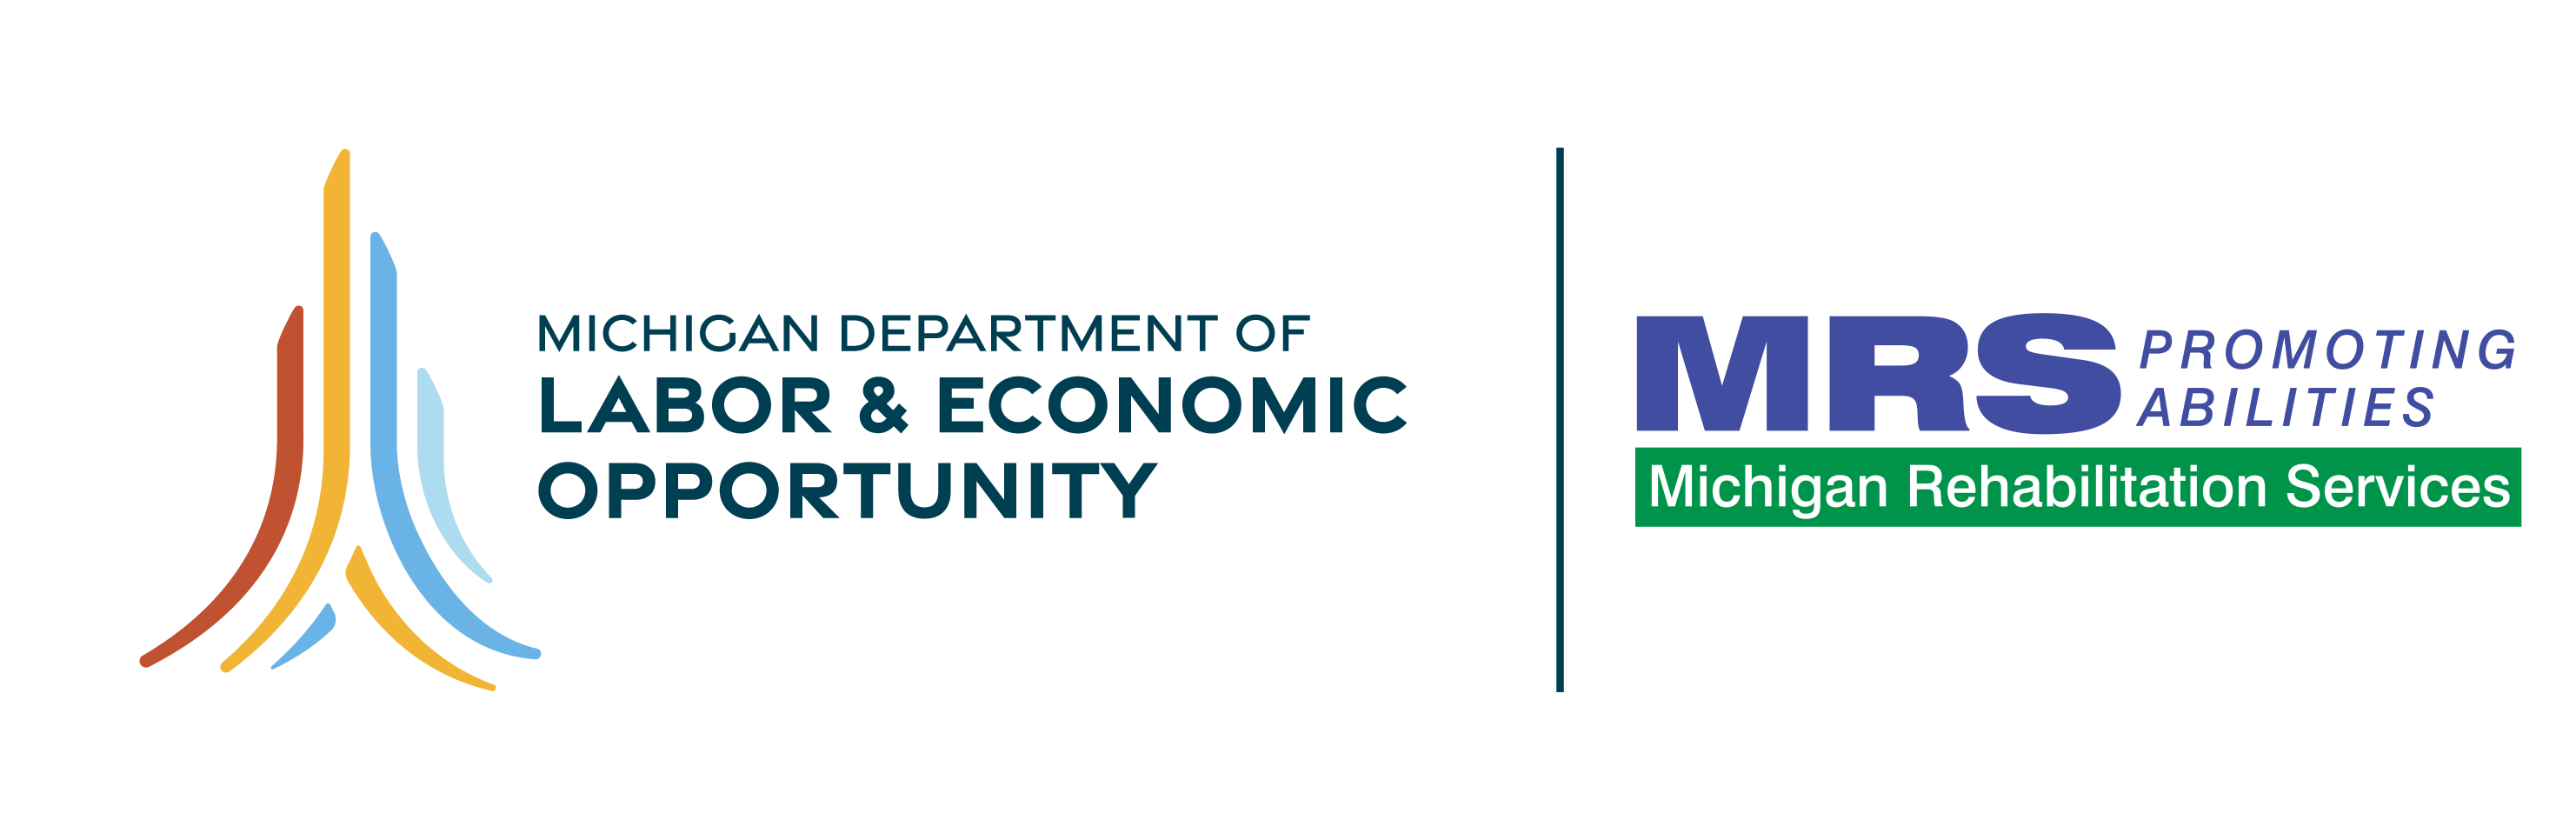 MICHIGAN DEPARTMENT OF
LABOR & ECONOMIC
OPPORTUNITY
MRS PROMOTING
ABILITIES
Michigan Rehabilitation Services